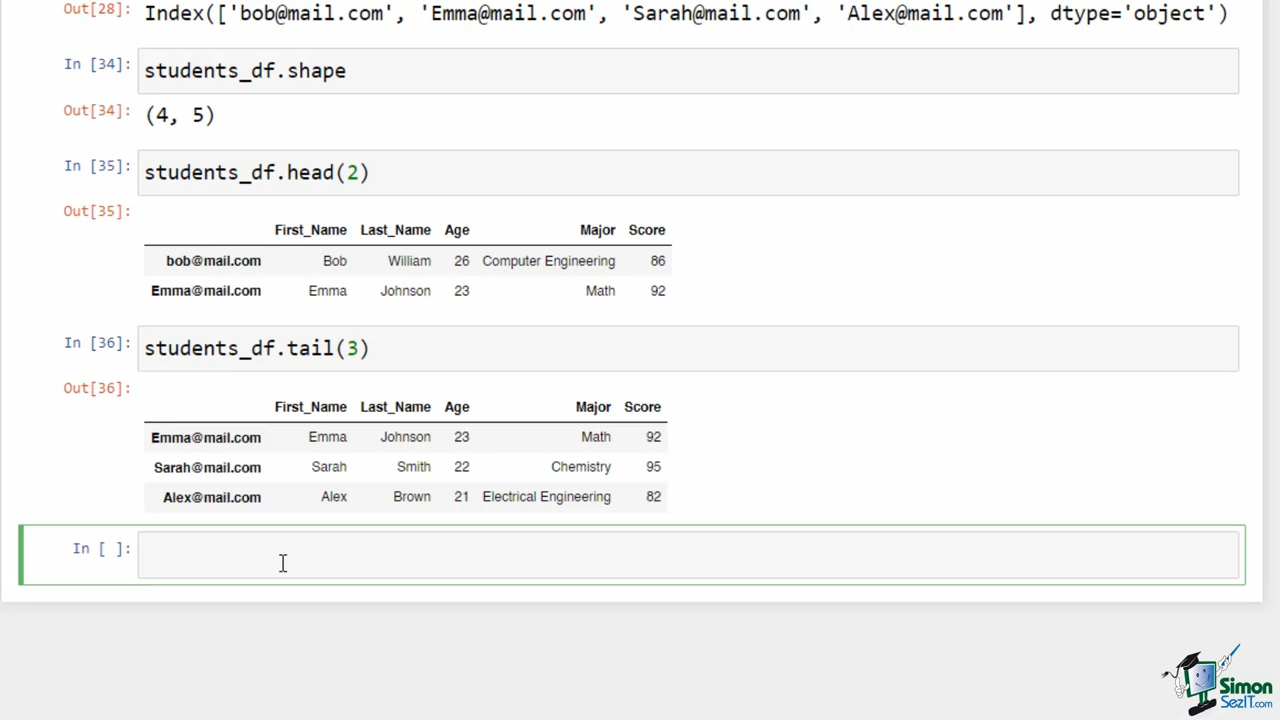 Out[28]: Index(['bob@mail.com', 'Emma@mail.com', 'Sarah@mail.com', 'Alex@mail.com'], dtype='object')
In [34]: students_df.shape
Out[34]: (4, 5)
In [35]: students_df.head(2)
Out[35]:
First_Name Last_Name Age Major Score
bob@mail.com Bob William 26 Computer Engineering 86
Emma@mail.com Emma Johnson 23 Math 92
In [36]: students_df.tail(3)
Out[36]:
First_Name Last_Name Age Major Score
Emma@mail.com Emma Johnson 23 Math 92
Sarah@mail.com Sarah Smith 22 Chemistry 95
Alex@mail.com Alex Brown 21 Electrical Engineering 82
In [ ]:
Simon
SezIT.com